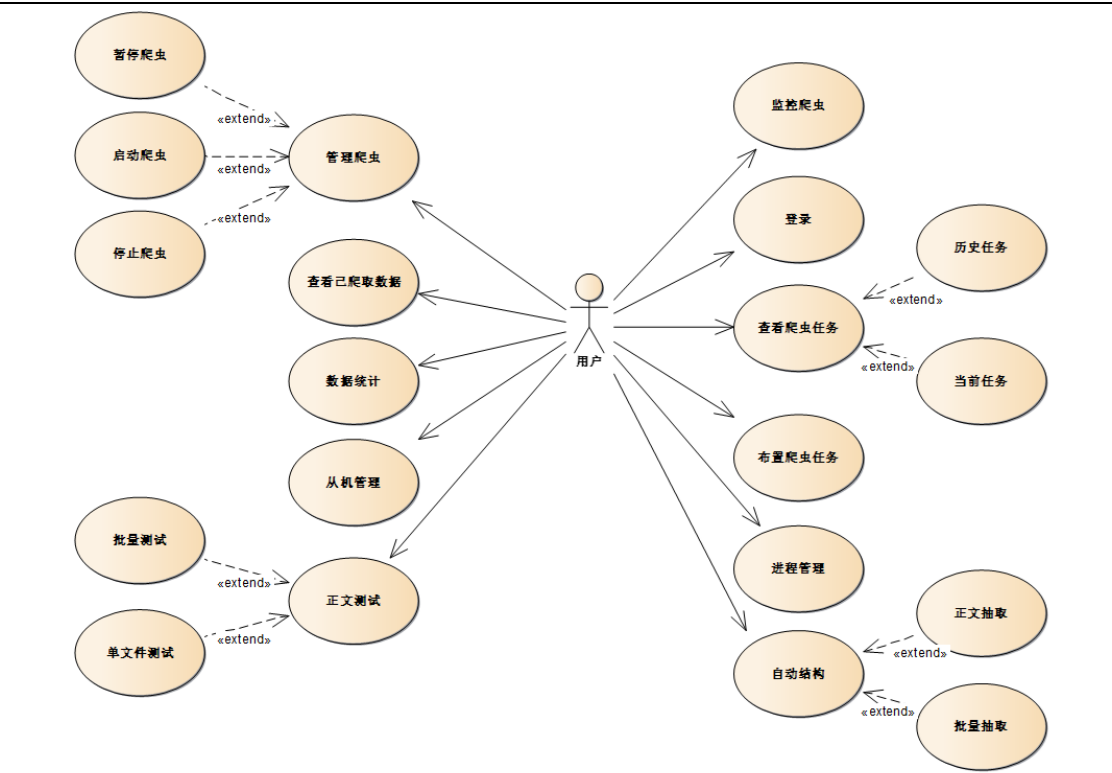 暂停爬虫
«extend»
启动爬虫
«extend»
停止爬虫
«extend»
管理爬虫
查看已爬取数据
数据统计
从机管理
批量测试
«extend»
单文件测试
«extend»
正文测试
用户
监控爬虫
登录
查看爬虫任务
历史任务
«extend»
当前任务
«extend»
布置爬虫任务
进程管理
自动结构
正文抽取
«extend»
批量抽取
«extend»